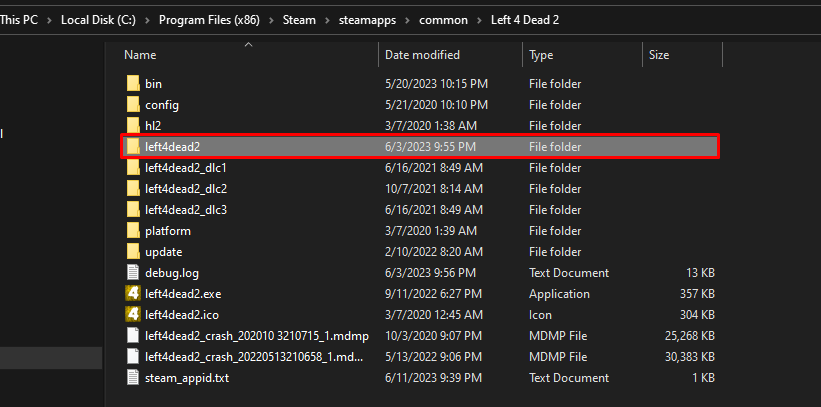 This PC > Local Disk (C:) > Program Files (x86) > Steam > steamapps > common > Left 4 Dead 2
Name Date modified Type Size
bin 5/20/2023 10:15 PM File folder
config 5/21/2020 10:10 PM File folder
hl2 3/7/2020 1:38 AM File folder
left4dead2 6/3/2023 9:55 PM File folder
left4dead2_dlc1 6/16/2021 8:49 AM File folder
left4dead2_dlc2 10/7/2021 8:14 AM File folder
left4dead2_dlc3 6/16/2021 8:49 AM File folder
platform 3/7/2020 1:39 AM File folder
update 2/10/2022 8:20 AM File folder
debug.log 6/3/2023 9:56 PM Text Document 13 KB
left4dead2.exe 9/11/2022 6:27 PM Application 357 KB
left4dead2.ico 3/7/2020 12:45 AM Icon 304 KB
left4dead2_crash_202010 3210715_1.mdmp 10/3/2020 9:07 PM MDMP File 25,268 KB
left4dead2_crash_20220513210658_1.md... 5/13/2022 9:06 PM MDMP File 30,383 KB
steam_appid.txt 6/11/2023 9:39 PM Text Document 1 KB